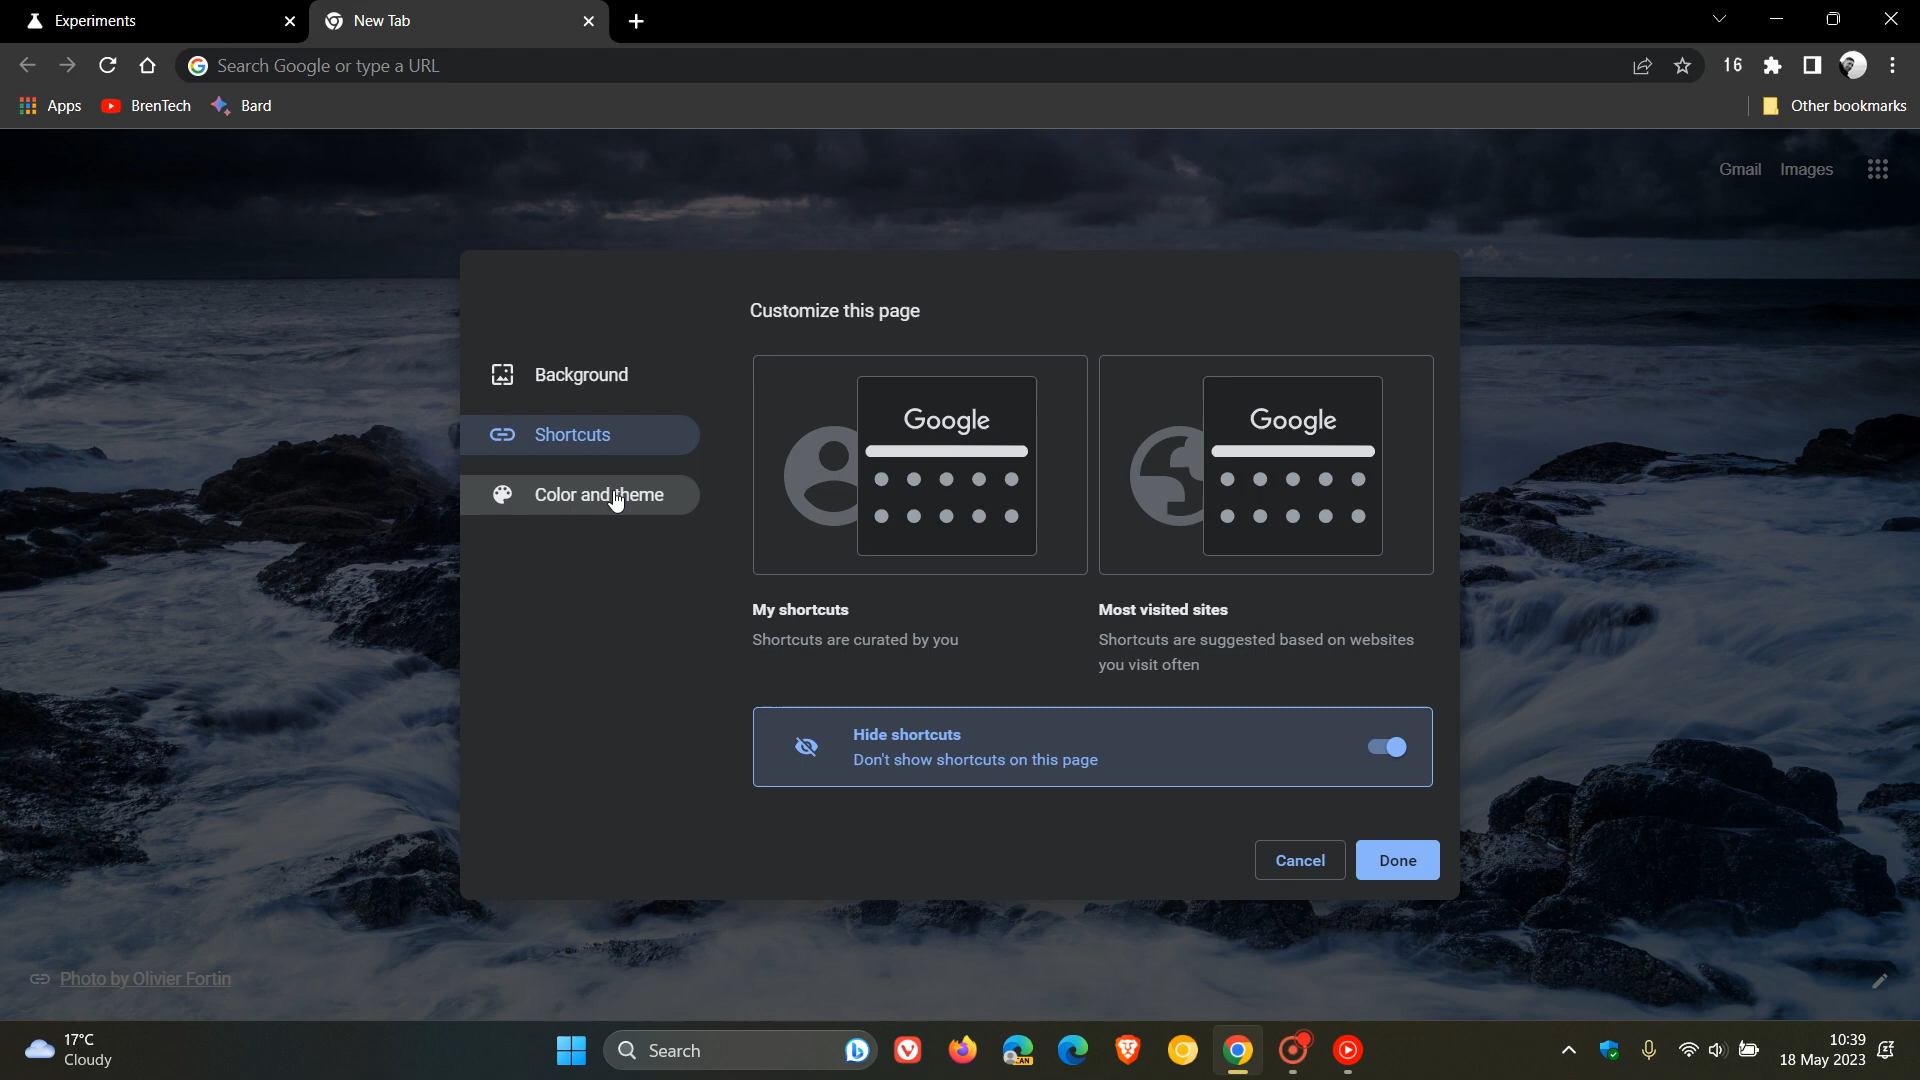 Experiments
New Tab
Search Google or type a URL
16
Apps
BrenTech
Bard
Other bookmarks
Gmail Images
Customize this page
Background
Shortcuts
Color and theme
Google
Google
My shortcuts
Shortcuts are curated by you
Most visited sites
Shortcuts are suggested based on websites
you visit often
Hide shortcuts
Don't show shortcuts on this page
Cancel
Done
Photo by Olivier Fortin
17°C
Cloudy
Search
CAN
10:39
18 May 2023